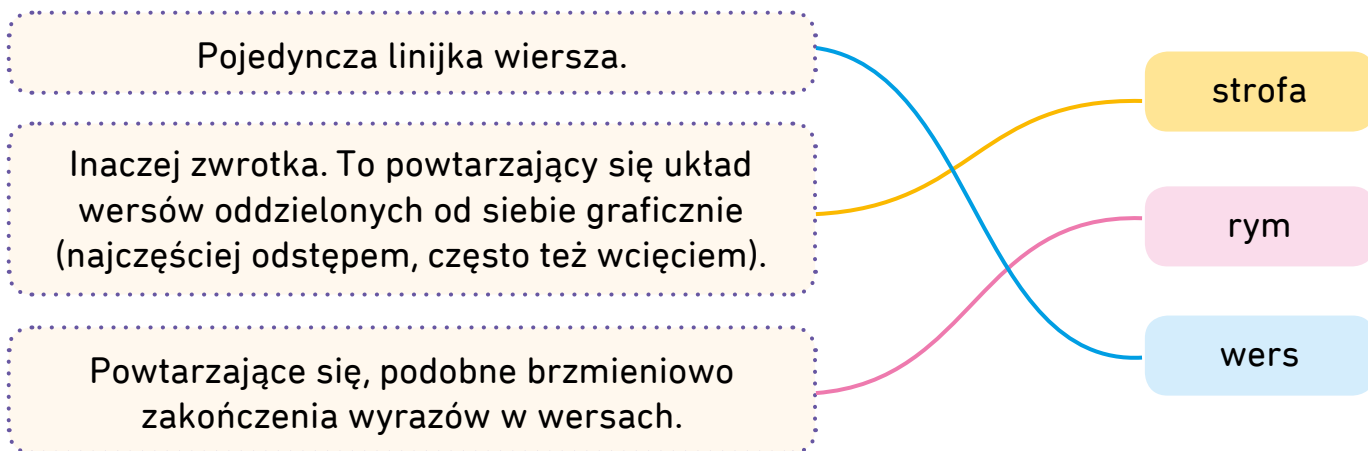 Pojedyncza linijka wiersza.
Inaczej zwrotka. To powtarzający się układ
wersów oddzielonych od siebie graficznie
(najczęściej odstępem, często też wcięciem).
Powtarzające się, podobne brzmieniowo
zakończenia wyrazów w wersach.
strofa
rym
wers